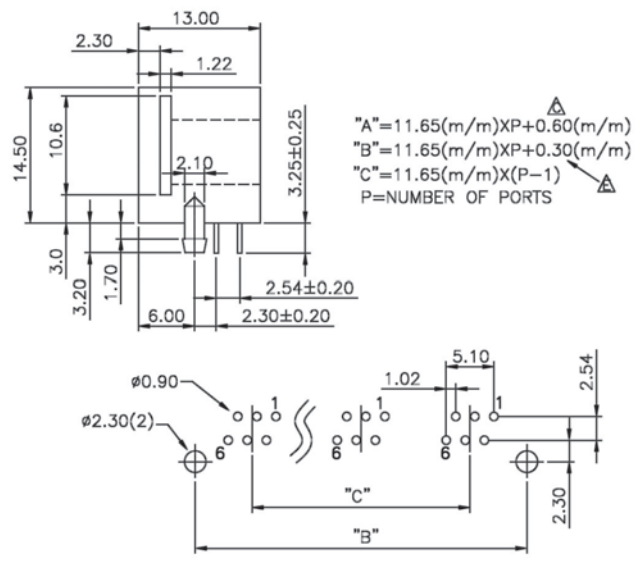 13.00
2.30
1.22
14.50
10.6
2.10
3.25±0.25
3.0
3.20
1.70
2.54±0.20
6.00
2.30±0.20
C
"A"=11.65(m/m)XP+0.60(m/m)
"B"=11.65(m/m)XP+0.30(m/m)
"C"=11.65(m/m)X(P-1)
E
P=NUMBER OF PORTS
5.10
1.02
2.54
ø0.90
1
1
ø2.30(2)
6
6
6
2.30
"C"
"B"